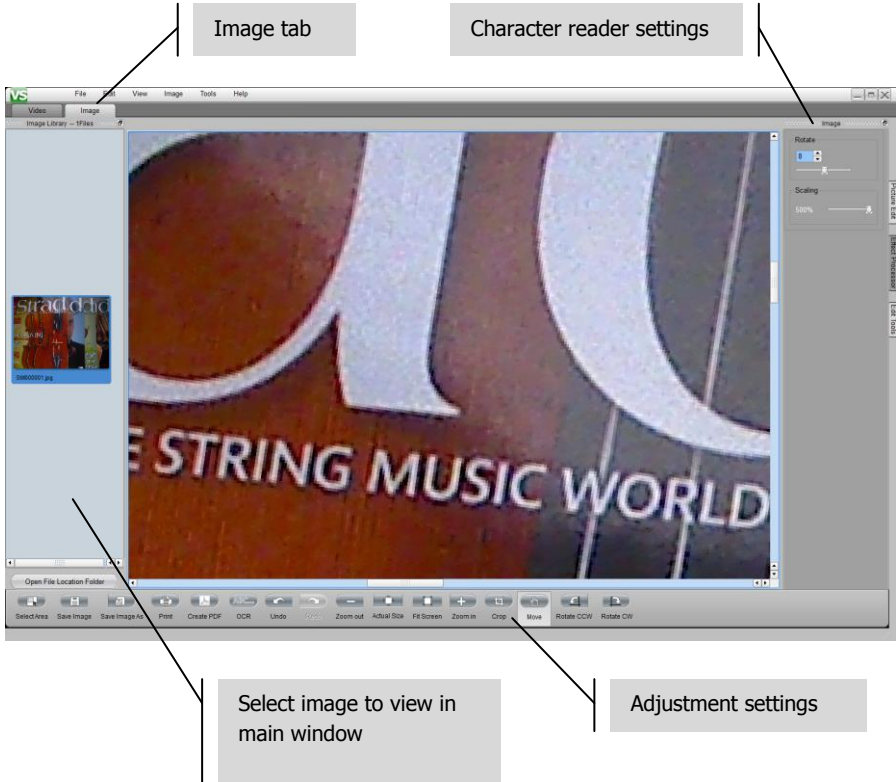 Image tab
Character reader settings
VS
File Edit View Image Tools Help
Video Image
Image Library -- 1Files
Image
Rotate
0
Scaling
500%
Picture Edit
Effect Processer
Edit Tools
E STRING MUSIC WORLD
Open File Location Folder
Select Area Save Image Save Image As Print Create PDF OCR Undo Redo Zoom out Actual Size Fit Screen Zoom in Crop Move Rotate CCW Rotate CW
Select image to view in
main window
Adjustment settings